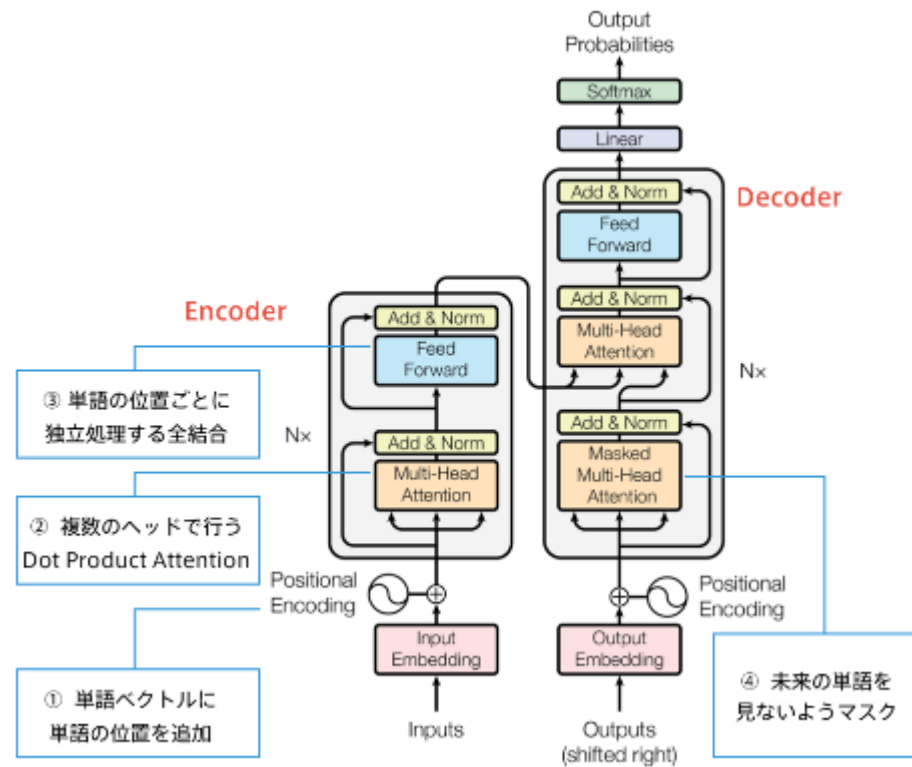 Output
Probabilities
Softmax
Linear
Add & Norm
Feed
Forward
Add & Norm
Multi-Head
Attention
Add & Norm
Masked
Multi-Head
Attention
Decoder
N×
Encoder
Add & Norm
Feed
Forward
Add & Norm
Multi-Head
Attention
N×
③ 単語の位置ごとに
独立処理する全結合
② 複数のヘッドで行う
Dot Product Attention
① 単語ベクトルに
単語の位置を追加
Positional
Encoding
Input
Embedding
Inputs
Positional
Encoding
Output
Embedding
Outputs
(shifted right)
④ 未来の単語を
見ないようマスク